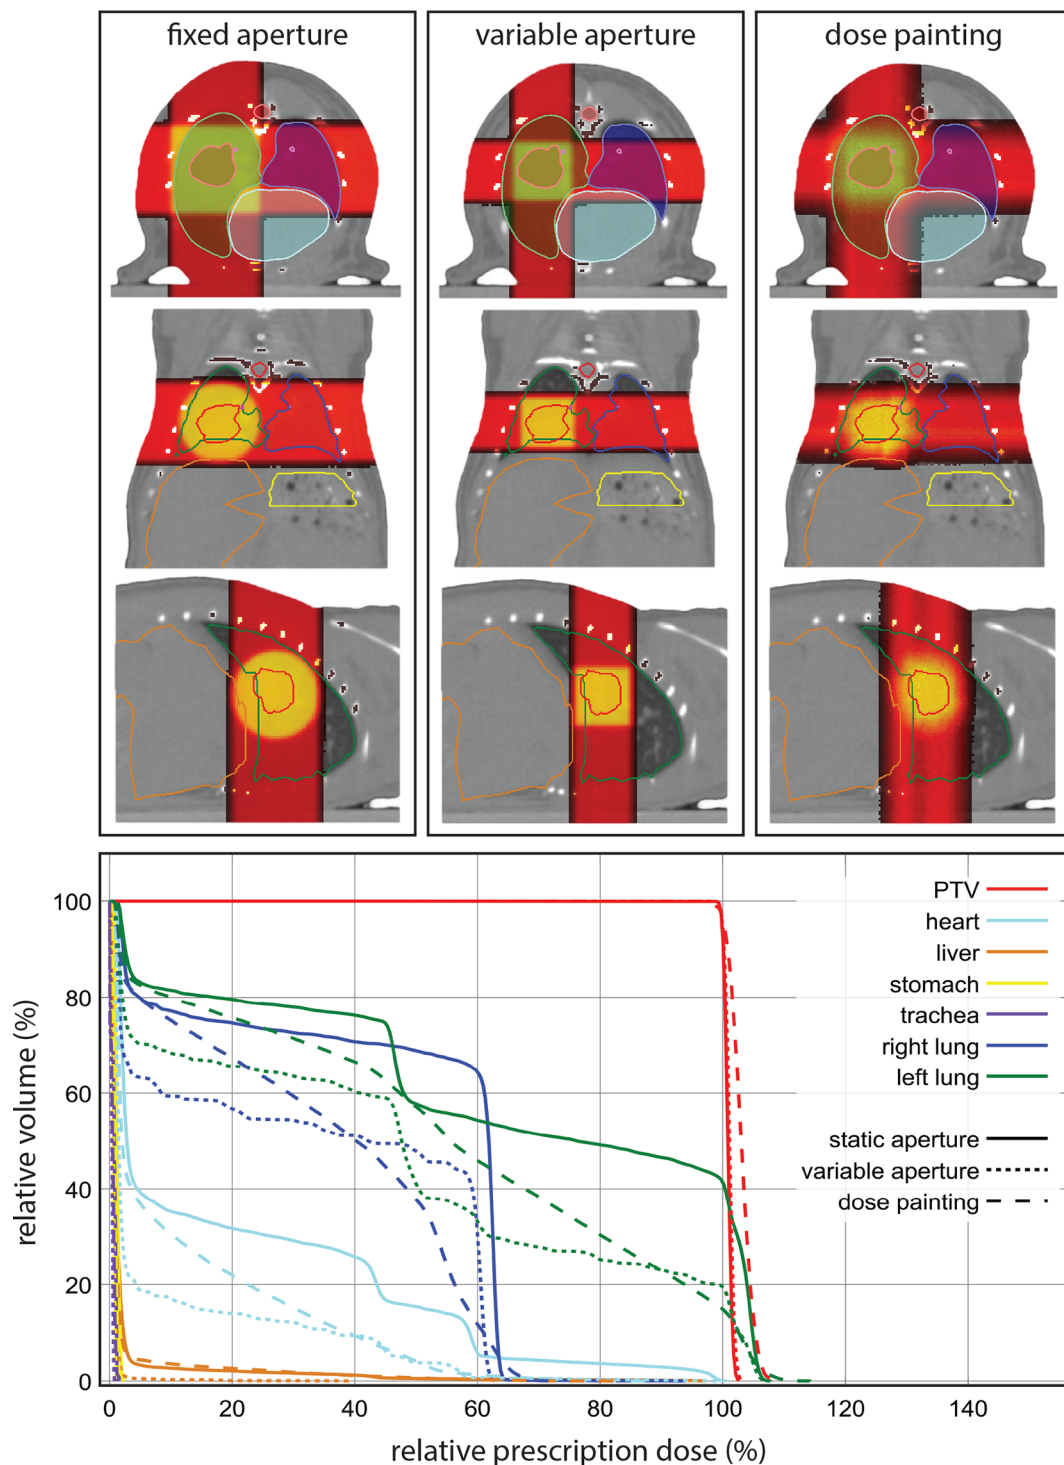 fixed aperture
variable aperture
dose painting
100
80
60
40
20
0
relative volume (%)
PTV
heart
liver
stomach
trachea
right lung
left lung
static aperture
variable aperture
dose painting
0 20 40 60 80 100 120 140
relative prescription dose (%)